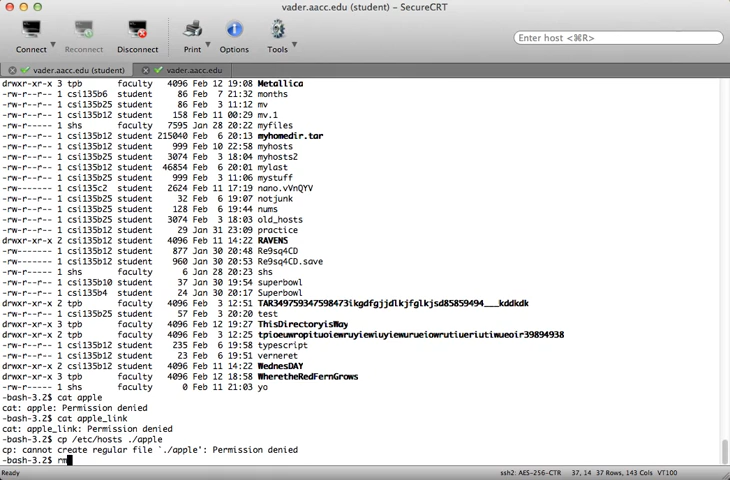 vader.aacc.edu (student) – SecureCRT
Connect Reconnect Disconnect Print Options Tools Enter host <⌘R>
vader.aacc.edu (student) vader.aacc.edu
drwxr-xr-x 3 tpb faculty 4096 Feb 12 19:08 Metallica
-rw-r--r-- 1 csi135b6 student 86 Feb 7 21:32 months
-rw-r--r-- 1 csi135b25 student 86 Feb 3 11:12 mv
-rw-r--r-- 1 csi135b12 student 158 Feb 11 00:29 mv.1
-rw-r--r-- 1 shs faculty 7595 Jan 28 20:22 myfiles
-rw-r--r-- 1 csi135b12 student 215040 Feb 6 20:13 myhomedir.tar
-rw-r--r-- 1 csi135b12 student 999 Feb 10 22:58 myhosts
-rw-r--r-- 1 csi135b25 student 3074 Feb 3 18:04 myhosts2
-rw-r--r-- 1 csi135b12 student 46854 Feb 6 20:01 mylast
-rw-r--r-- 1 csi135b25 student 999 Feb 3 11:06 mystuff
-rw------- 1 csi135c2 student 2624 Feb 11 17:19 nano.vVnQYV
-rw-r--r-- 1 csi135b25 student 32 Feb 6 19:07 notjunk
-rw-r--r-- 1 csi135b25 student 128 Feb 6 19:44 nums
-rw-r--r-- 1 csi135b25 student 3074 Feb 3 18:03 old_hosts
-rw-r--r-- 1 csi135b12 student 29 Jan 31 23:09 practice
drwxr-xr-x 2 csi135b12 student 4096 Feb 11 14:22 RAVENS
-rw------- 1 csi135b12 student 877 Jan 30 20:48 Re9sq4CD
-rw------- 1 csi135b12 student 960 Jan 30 20:53 Re9sq4CD.save
-rw-r--r-- 1 shs faculty 6 Jan 28 20:23 shs
-rw-r--r-- 1 csi135b10 student 37 Jan 30 19:54 superbowl
-rw-r--r-- 1 csi135b4 student 24 Jan 30 20:17 Superbowl
drwxr-xr-x 2 tpb faculty 4096 Feb 3 12:51 TAR349759347598473ikgdfgjjdlkjfglkjsd85859494___kddkdk
-rw-r--r-- 1 csi135b25 student 57 Feb 3 20:20 test
drwxr-xr-x 3 tpb faculty 4096 Feb 12 19:27 ThisDirectoryisWay
drwxr-xr-x 2 tpb faculty 4096 Feb 3 12:25 tpioeuwropituoiewruyiewiuyiewurueiowrutiueriutiwueoir39894938
-rw-r--r-- 1 csi135b12 student 235 Feb 6 19:58 typescript
-rw-r--r-- 1 csi135b12 student 23 Feb 6 19:51 verneret
drwxr-xr-x 2 csi135b12 student 4096 Feb 11 14:22 WednesDAY
drwxr-xr-x 3 tpb faculty 4096 Feb 12 18:58 WheretheRedFernGrows
-rw-r--r-- 1 shs faculty 0 Feb 11 21:03 yo
-bash-3.2$ cat apple
cat: apple: Permission denied
-bash-3.2$ cat apple_link
cat: apple_link: Permission denied
-bash-3.2$ cp /etc/hosts ./apple
cp: cannot create regular file `./apple': Permission denied
-bash-3.2$ rm
Ready ssh2: AES-256-CTR 37, 14 37 Rows, 143 Cols VT100